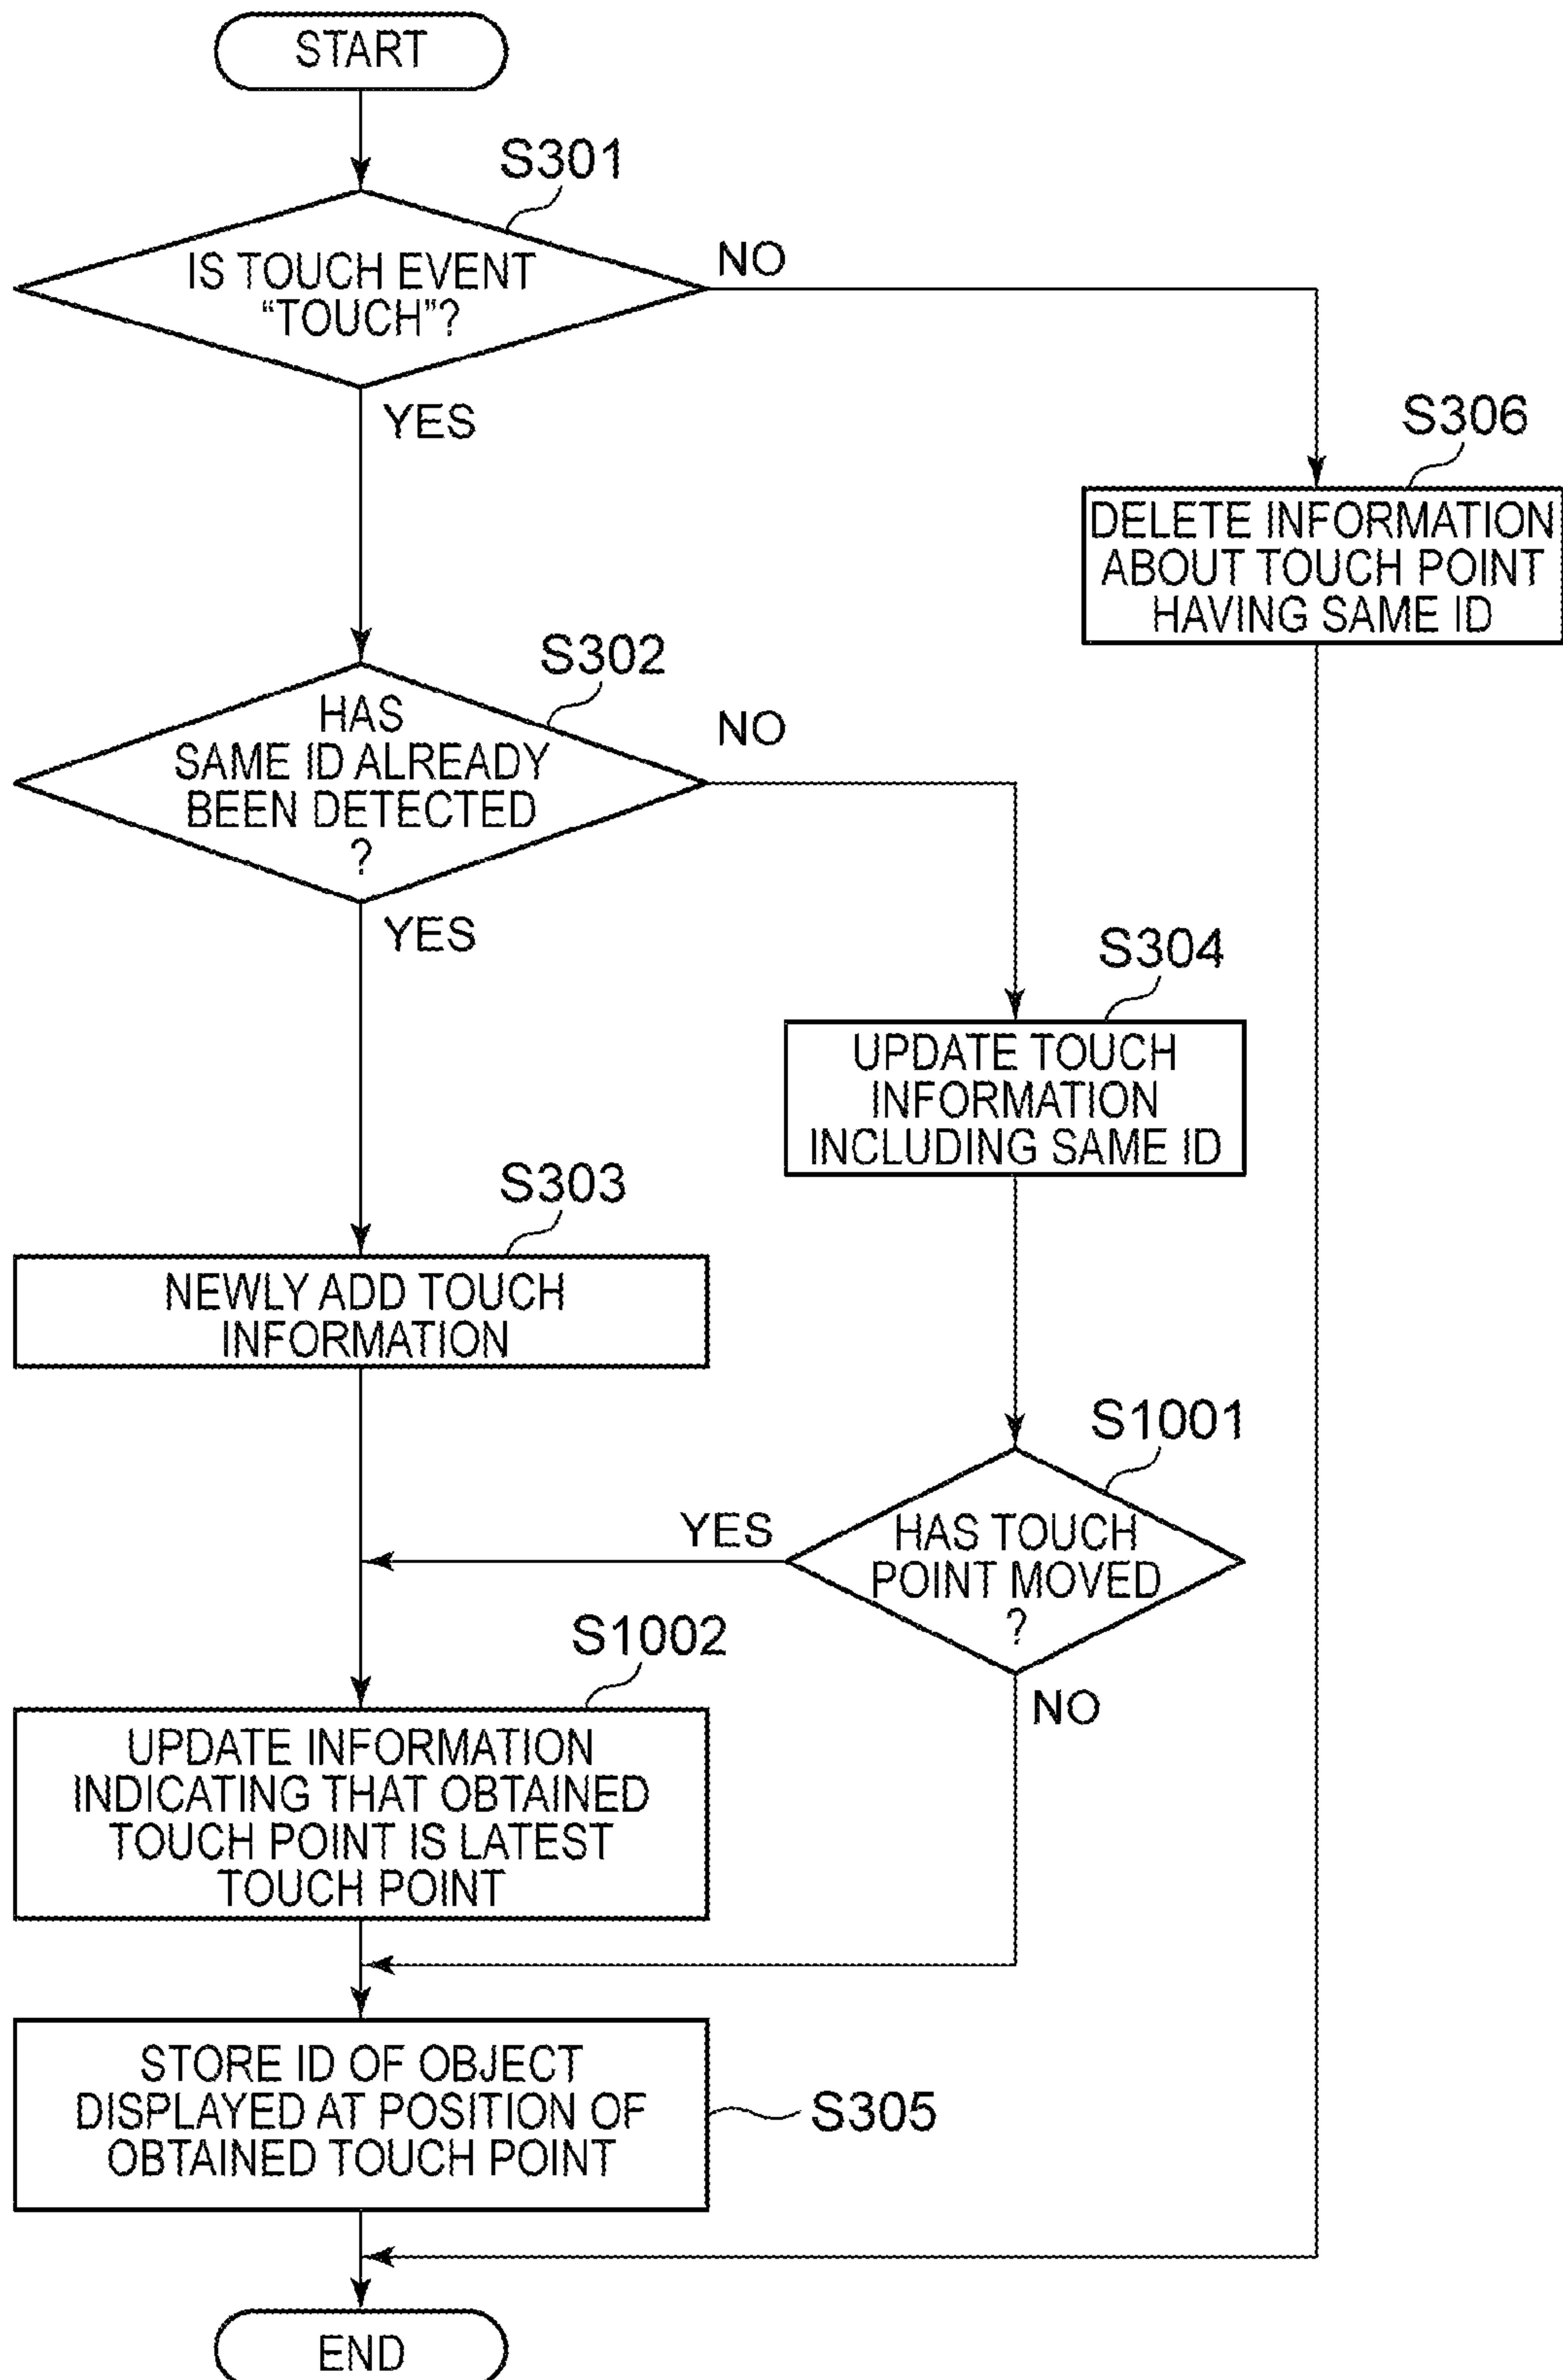 START
S301
IS TOUCH EVENT
“TOUCH”?
NO
YES
S306
DELETE INFORMATION
ABOUT TOUCH POINT
HAVING SAME ID
S302
HAS
SAME ID ALREADY
BEEN DETECTED
?
NO
YES
S304
UPDATE TOUCH
INFORMATION
INCLUDING SAME ID
S303
NEWLY ADD TOUCH
INFORMATION
S1001
HAS TOUCH
POINT MOVED
?
YES
NO
S1002
UPDATE INFORMATION
INDICATING THAT OBTAINED
TOUCH POINT IS LATEST
TOUCH POINT
STORE ID OF OBJECT
DISPLAYED AT POSITION OF
OBTAINED TOUCH POINT
S305
END